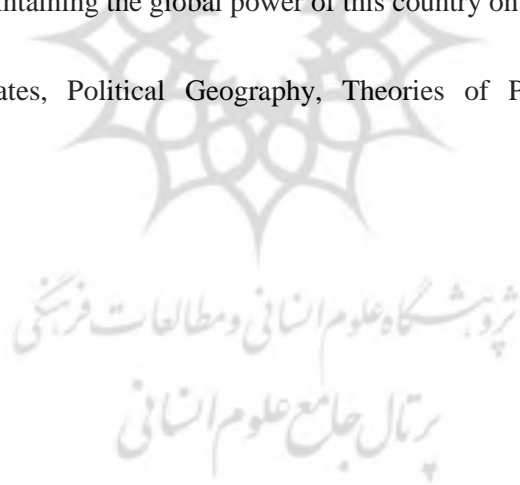 intaining the global power of this country on
ates, Political Geography, Theories of P
پژوهشگاه علوم انسانی و مطالعات فرهنگی
پرتال جامع علوم انسانی